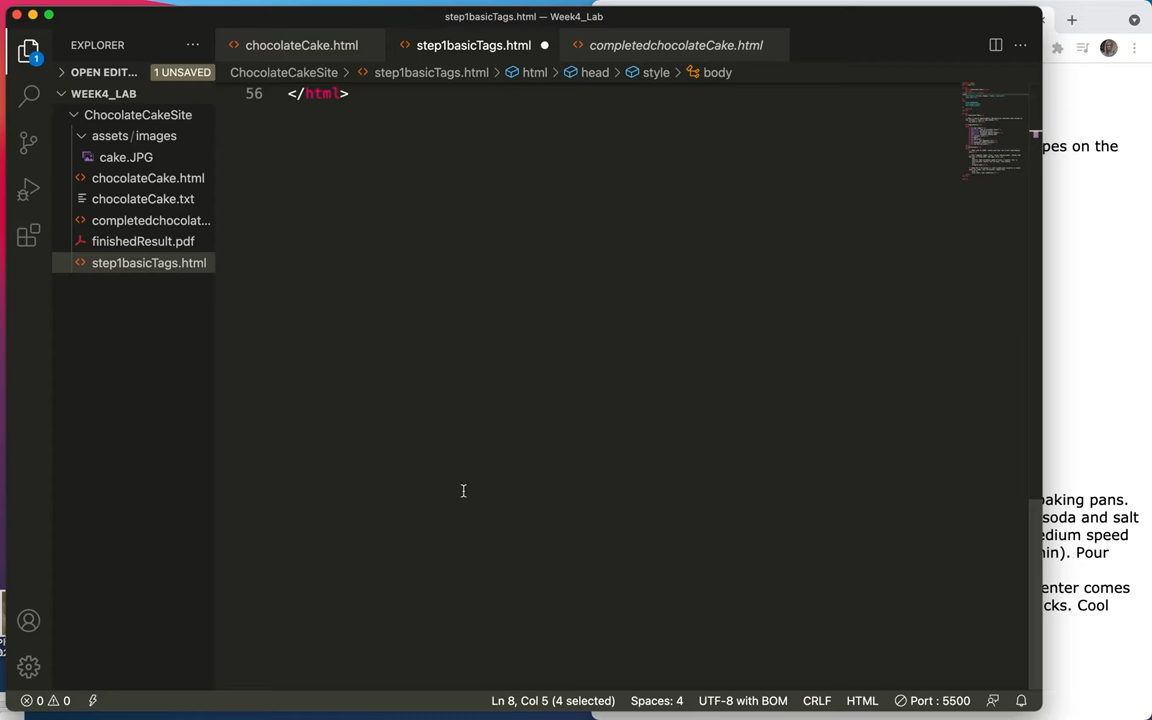 step1basicTags.html — Week4_Lab
EXPLORER
chocolateCake.html
step1basicTags.html
completedchocolateCake.html
OPEN EDIT...
1 UNSAVED
ChocolateCakeSite > step1basicTags.html > html > head > style > body
WEEK4_LAB
56 </html>
ChocolateCakeSite
assets/images
cake.JPG
chocolateCake.html
chocolateCake.txt
completedchocolat...
finishedResult.pdf
step1basicTags.html
1
pes on the
baking pans.
soda and salt
edium speed
nin). Pour
enter comes
cks. Cool
0 0
Ln 8, Col 5 (4 selected)
Spaces: 4
UTF-8 with BOM
CRLF
HTML
Port : 5500